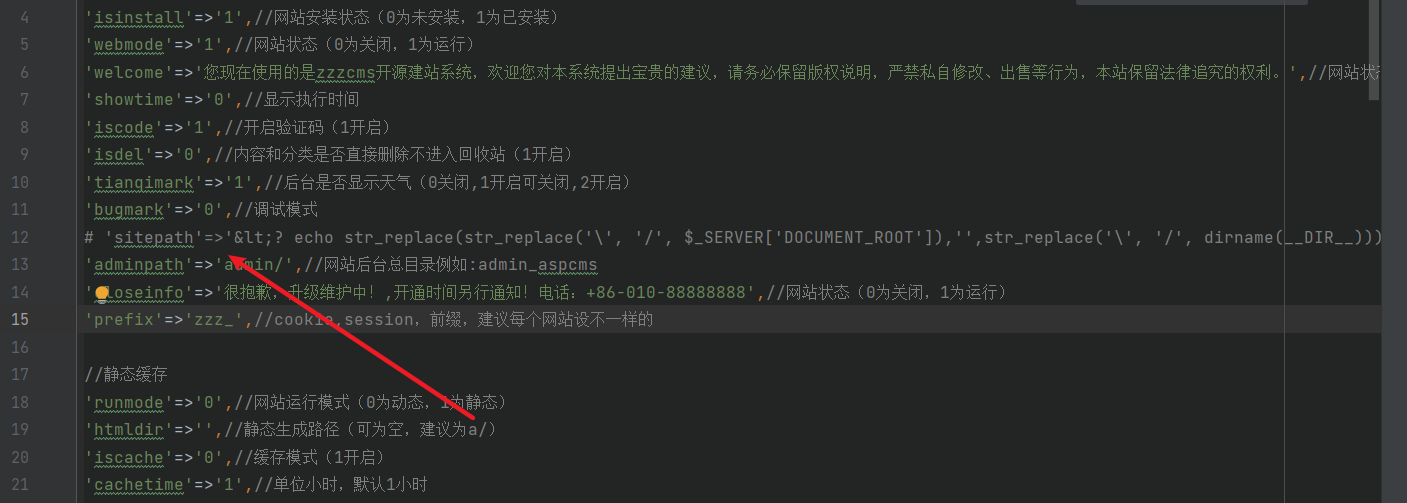 4 'isinstall'=>'1',//网站安装状态（0为未安装，1为已安装）
5 'webmode'=>'1',//网站状态（0为关闭，1为运行）
6 'welcome'=>'您现在使用的是zzzcms开源建站系统，欢迎您对本系统提出宝贵的建议，请务必保留版权说明，严禁私自修改、出售等行为，本站保留法律追究的权利。',//网站状态
7 'showtime'=>'0',//显示执行时间
8 'iscode'=>'1',//开启验证码（1开启）
9 'isdel'=>'0',//内容和分类是否直接删除不进入回收站（1开启）
10 'tianqimark'=>'1',//后台是否显示天气（0关闭,1开启可关闭,2开启）
11 'bugmark'=>'0',//调试模式
12 # 'sitepath'=>'&lt;? echo str_replace(str_replace('\', '/', $_SERVER['DOCUMENT_ROOT']),'',str_replace('\', '/', dirname(__DIR__)))
13 'adminpath'=>'admin/',//网站后台总目录例如:admin_aspcms
14 'closeinfo'=>'很抱歉，升级维护中！,开通时间另行通知！电话：+86-010-88888888',//网站状态（0为关闭，1为运行）
15 'prefix'=>'zzz_',//cookie,session，前缀，建议每个网站设不一样的
16
17 //静态缓存
18 'runmode'=>'0',//网站运行模式（0为动态，1为静态）
19 'htmldir'=>'',//静态生成路径（可为空，建议为a/）
20 'iscache'=>'0',//缓存模式（1开启）
21 'cachetime'=>'1',//单位小时，默认1小时